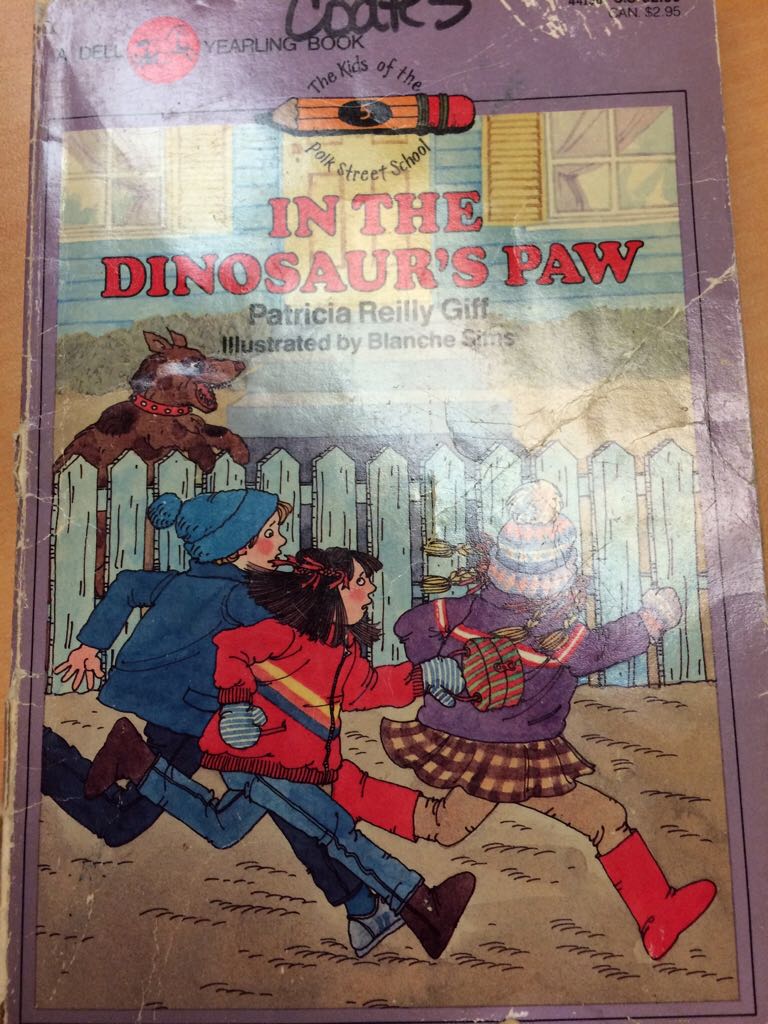 Coates
CAN. $2.95
A DELL YEARLING BOOK
The Kids of the
5
Polk Street School
IN THE
DINOSAUR'S PAW
Patricia Reilly Giff
Illustrated by Blanche Sims